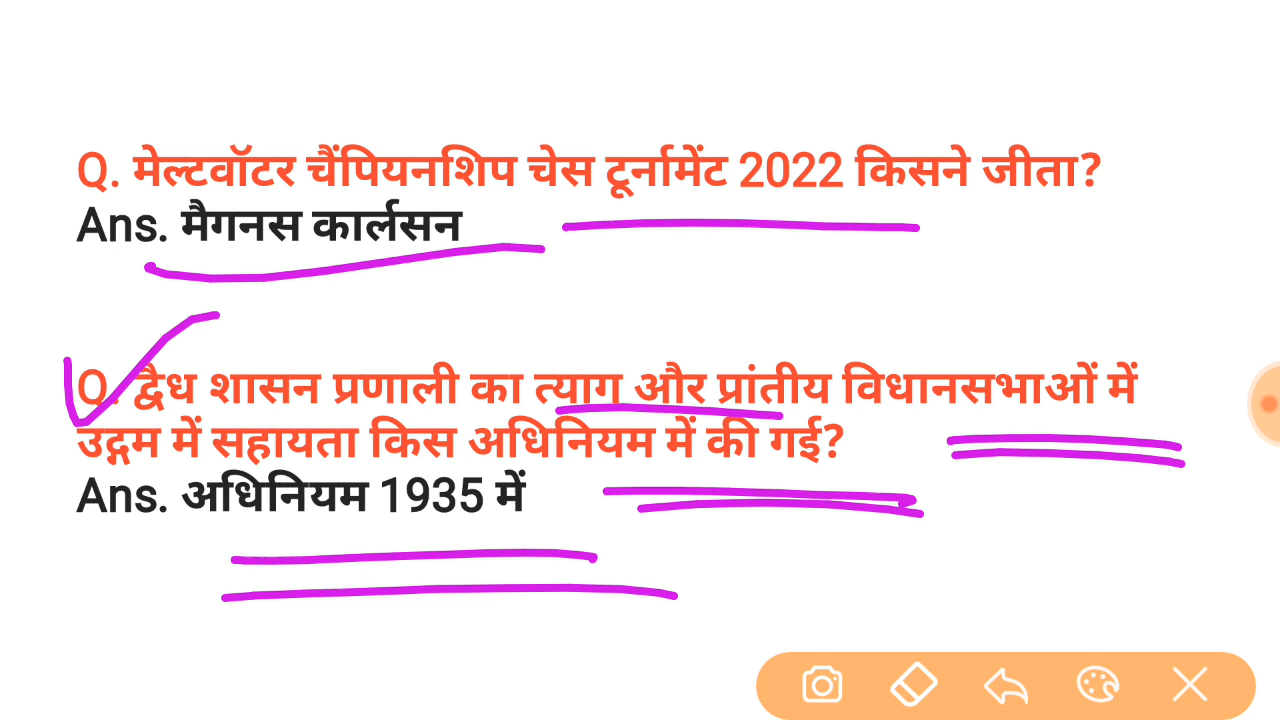 Q. मेल्टवॉटर चैंपियनशिप चेस टूर्नामेंट 2022 किसने जीता?
Ans. मैगनस कार्लसन
Q. द्वैध शासन प्रणाली का त्याग और प्रांतीय विधानसभाओं में
उद्गम में सहायता किस अधिनियम में की गई?
Ans. अधिनियम 1935 में